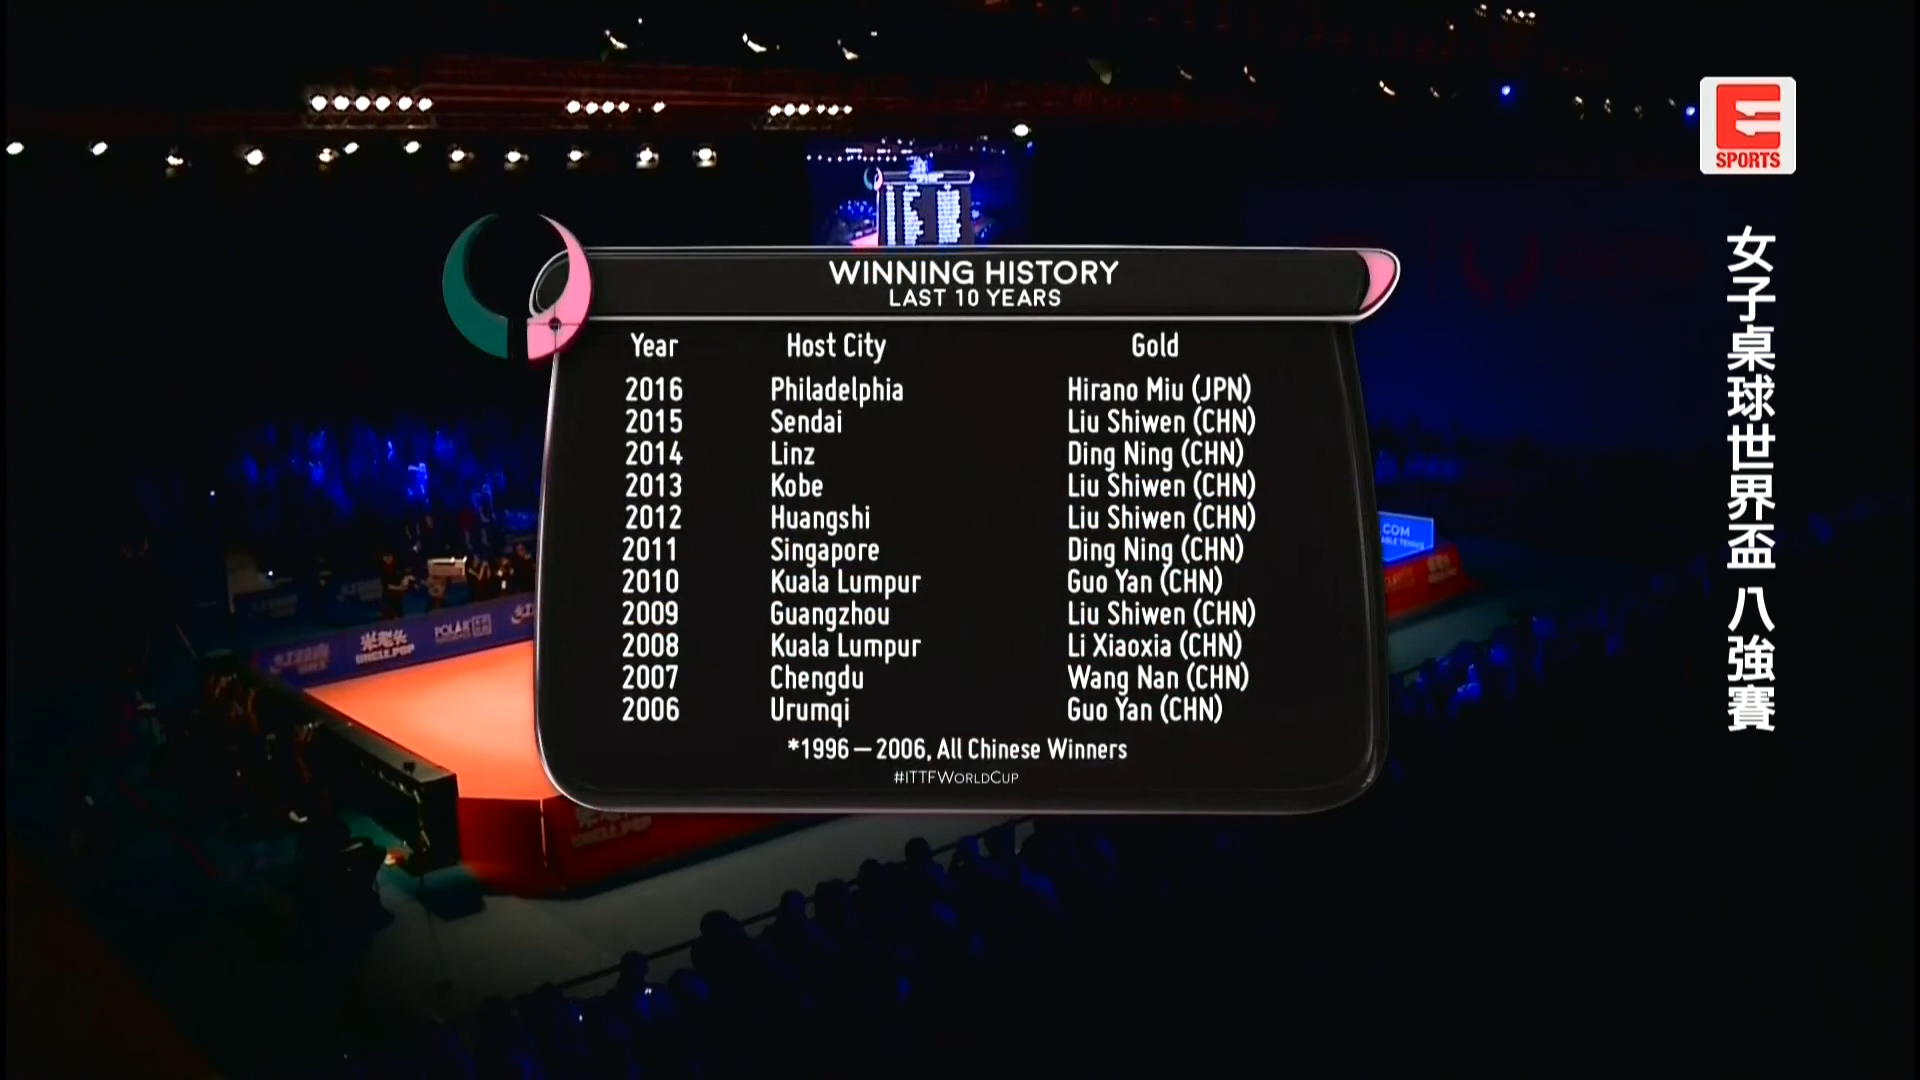 WINNING HISTORY
LAST 10 YEARS
Year Host City Gold
2016 Philadelphia Hirano Miu (JPN)
2015 Sendai Liu Shiwen (CHN)
2014 Linz Ding Ning (CHN)
2013 Kobe Liu Shiwen (CHN)
2012 Huangshi Liu Shiwen (CHN)
2011 Singapore Ding Ning (CHN)
2010 Kuala Lumpur Guo Yan (CHN)
2009 Guangzhou Liu Shiwen (CHN)
2008 Kuala Lumpur Li Xiaoxia (CHN)
2007 Chengdu Wang Nan (CHN)
2006 Urumqi Guo Yan (CHN)
*1996 – 2006, All Chinese Winners
#ITTFWORLDCUP
SPORTS
女子桌球世界盃 八強賽
.COM
POLAR
UNCLE POP